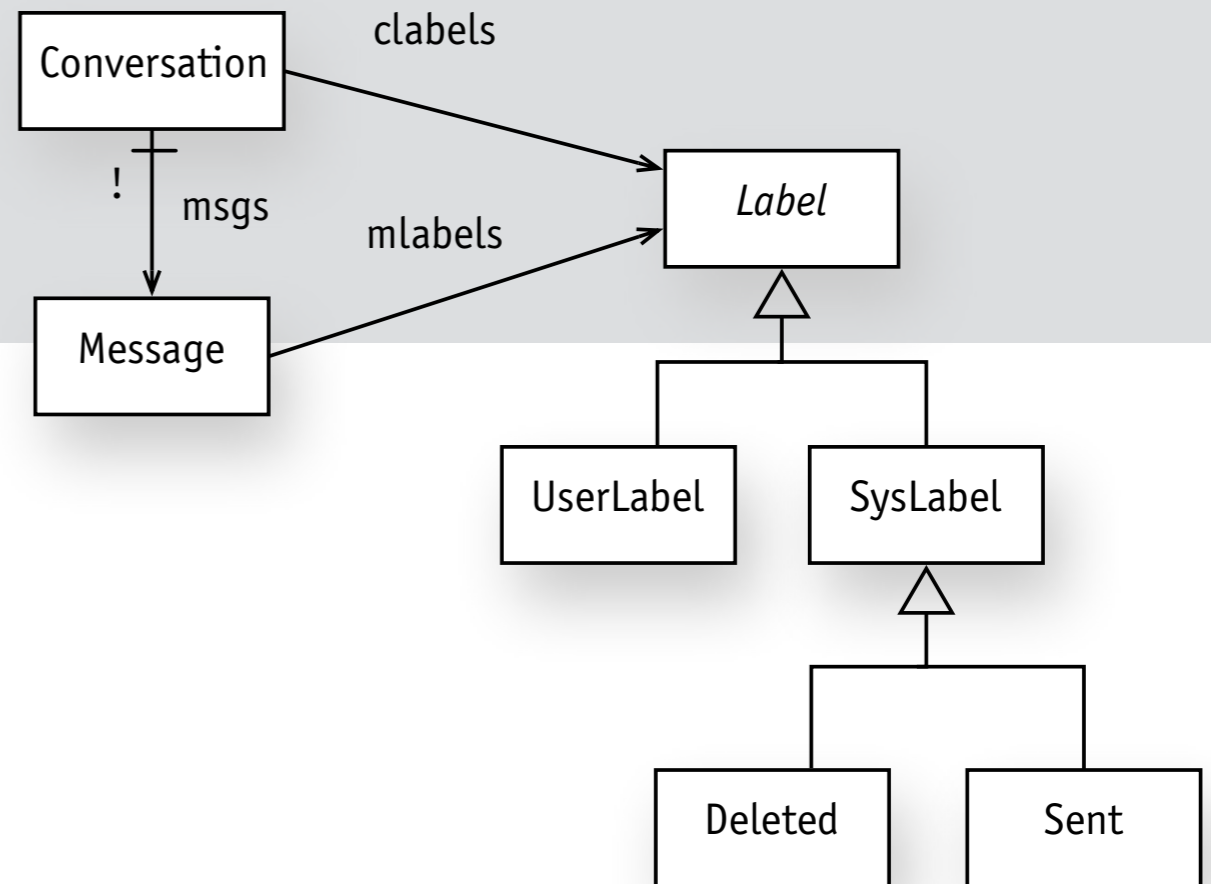 clabels
Conversation
Label
!
msgs
mlabels
Message
UserLabel
SysLabel
Deleted
Sent